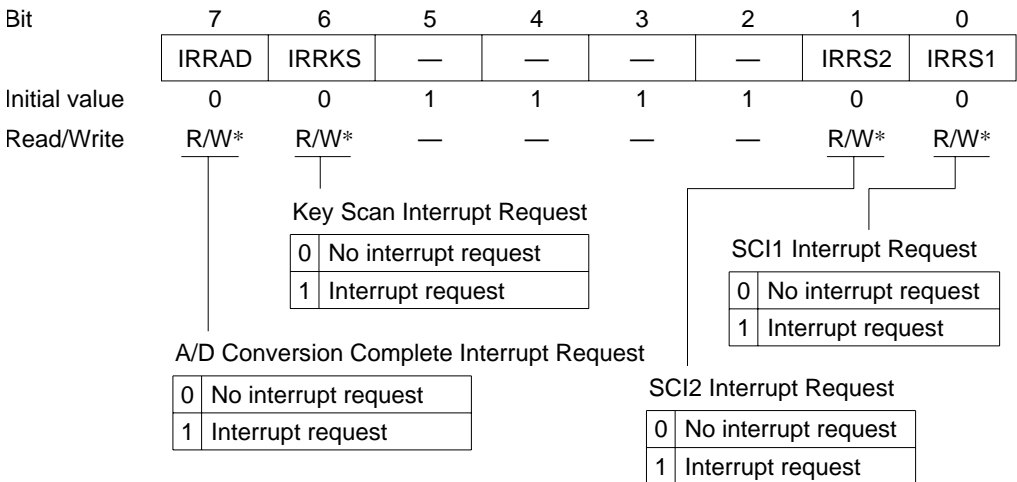 Bit 7 6 5 4 3 2 1 0
IRRAD IRRKS — — — — IRRS2 IRRS1
Initial value 0 0 1 1 1 1 0 0
Read/Write R/W* R/W* — — — — R/W* R/W*
Key Scan Interrupt Request
0 No interrupt request
1 Interrupt request
SCI1 Interrupt Request
0 No interrupt request
1 Interrupt request
A/D Conversion Complete Interrupt Request
0 No interrupt request
1 Interrupt request
SCI2 Interrupt Request
0 No interrupt request
1 Interrupt request